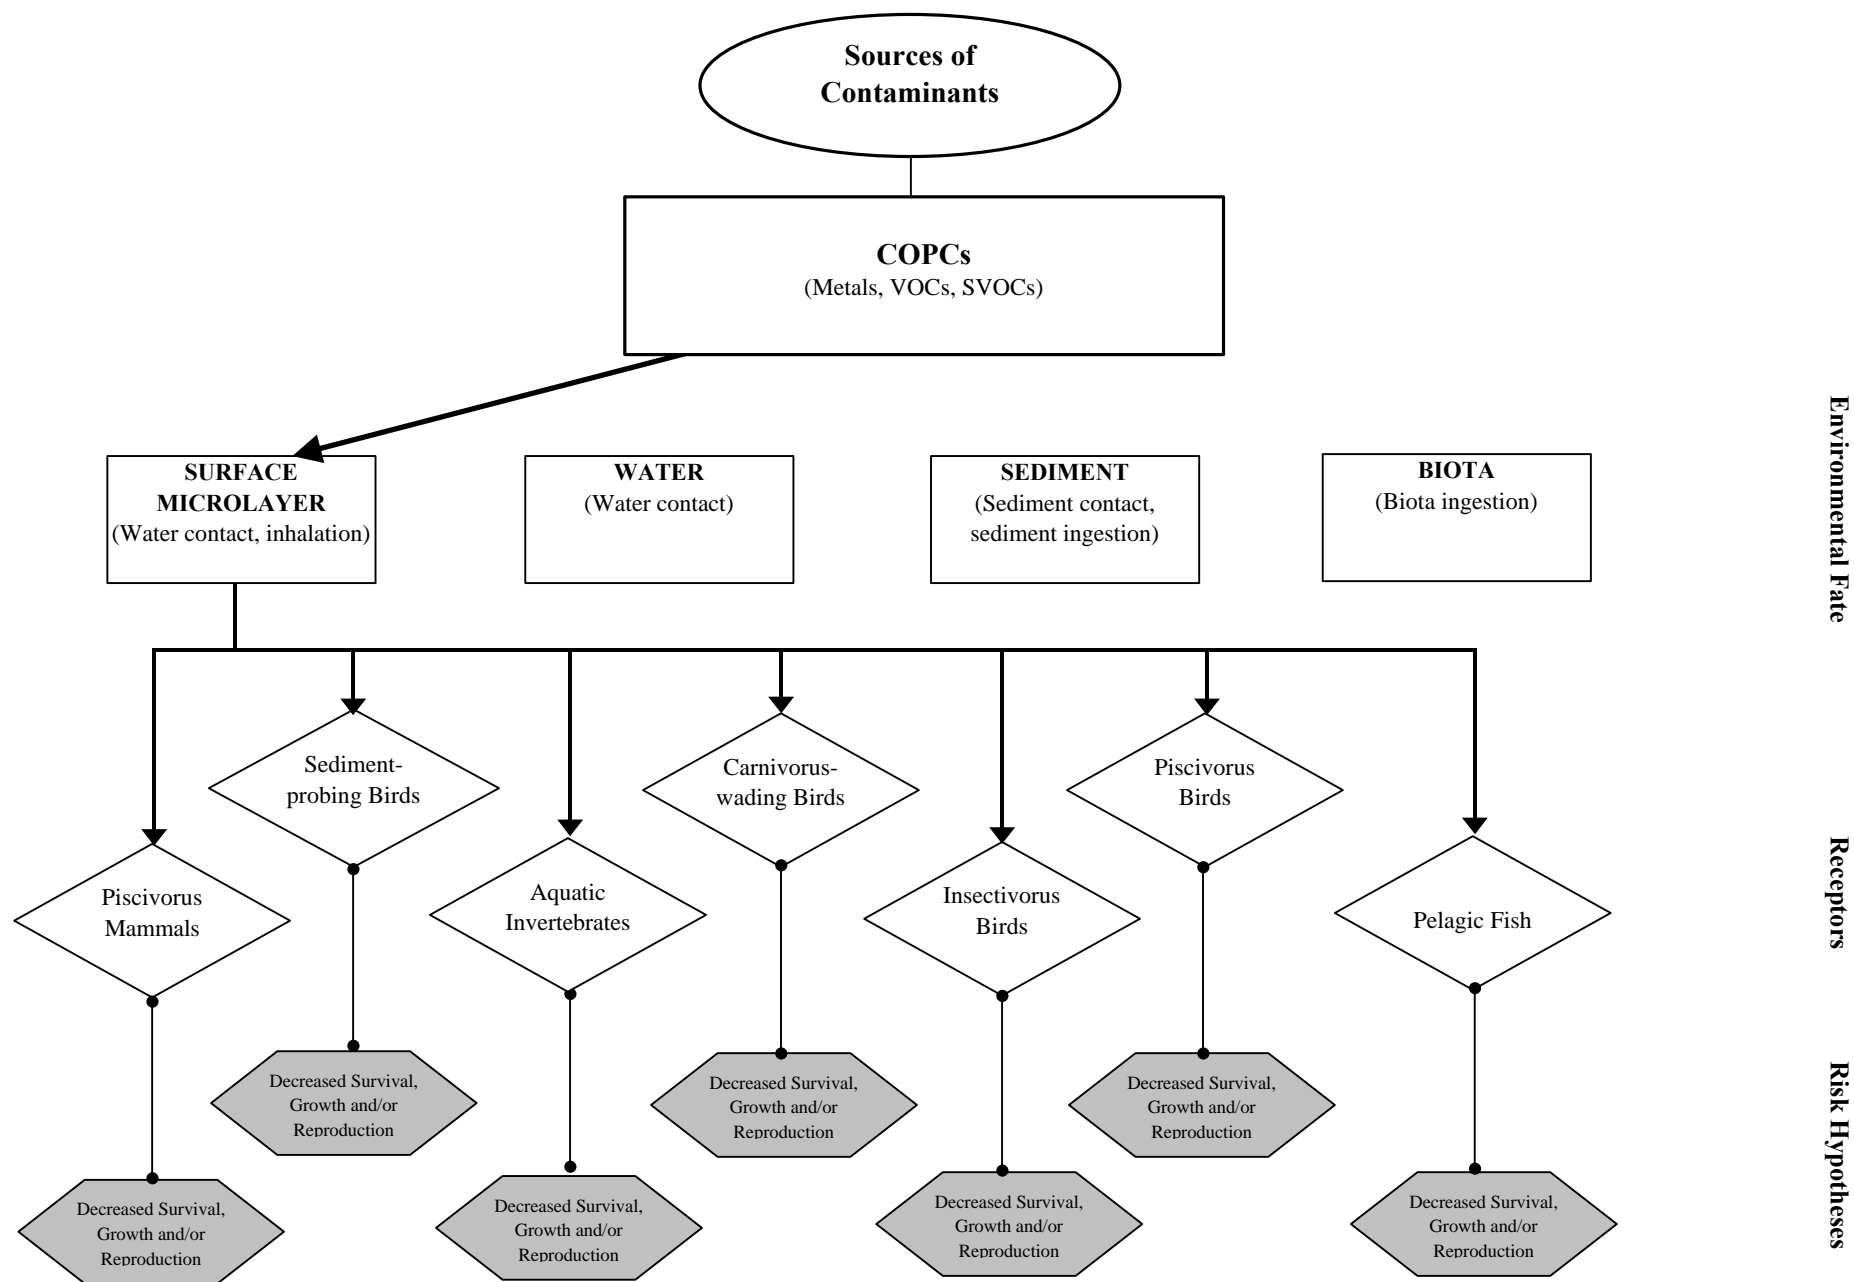 Sources of
Contaminants
COPCs
(Metals, VOCs, SVOCs)
SURFACE
MICROLAYER
(Water contact, inhalation)
WATER
(Water contact)
SEDIMENT
(Sediment contact,
sediment ingestion)
BIOTA
(Biota ingestion)
Environmental Fate
Sediment-
probing Birds
Carnivorus-
wading Birds
Piscivorus
Birds
Piscivorus
Mammals
Aquatic
Invertebrates
Insectivorus
Birds
Pelagic Fish
Receptors
Decreased Survival,
Growth and/or
Reproduction
Decreased Survival,
Growth and/or
Reproduction
Decreased Survival,
Growth and/or
Reproduction
Decreased Survival,
Growth and/or
Reproduction
Decreased Survival,
Growth and/or
Reproduction
Decreased Survival,
Growth and/or
Reproduction
Decreased Survival,
Growth and/or
Reproduction
Risk Hypotheses